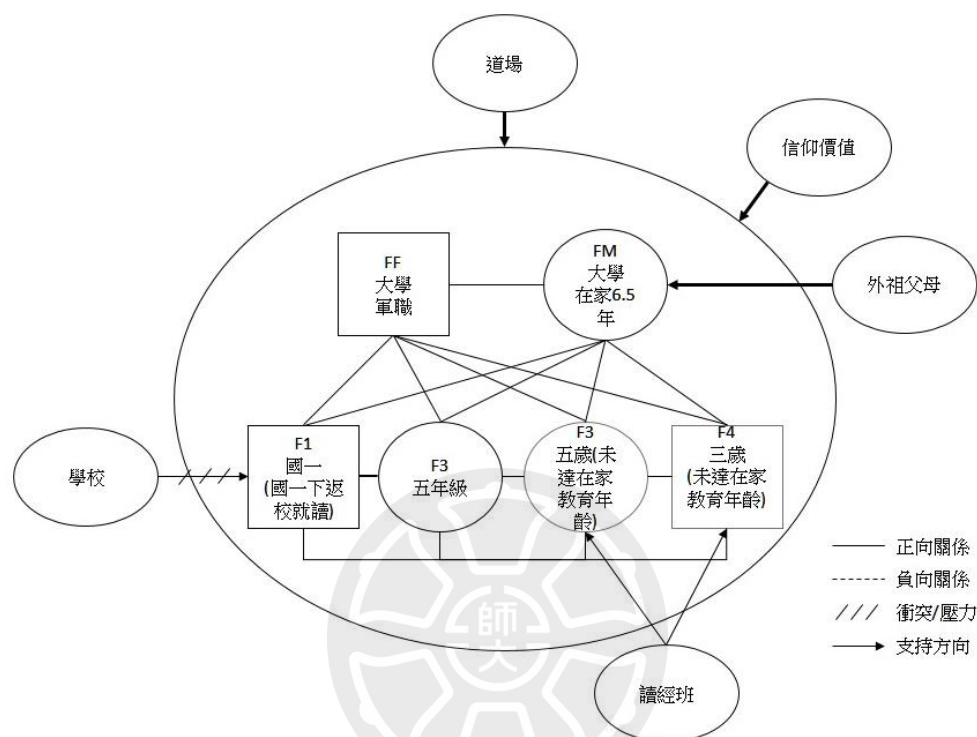 道場
信仰價值
FF
大學
軍職
FM
大學
在家6.5
年
外祖父母
學校
F1
國一
(國一下返
校就讀)
F3
五年級
F3
五歲(未
達在家
教育年
齡)
F4
三歲
(未達在家
教育年齡)
正向關係
負向關係
衝突/壓力
支持方向
讀經班
師大